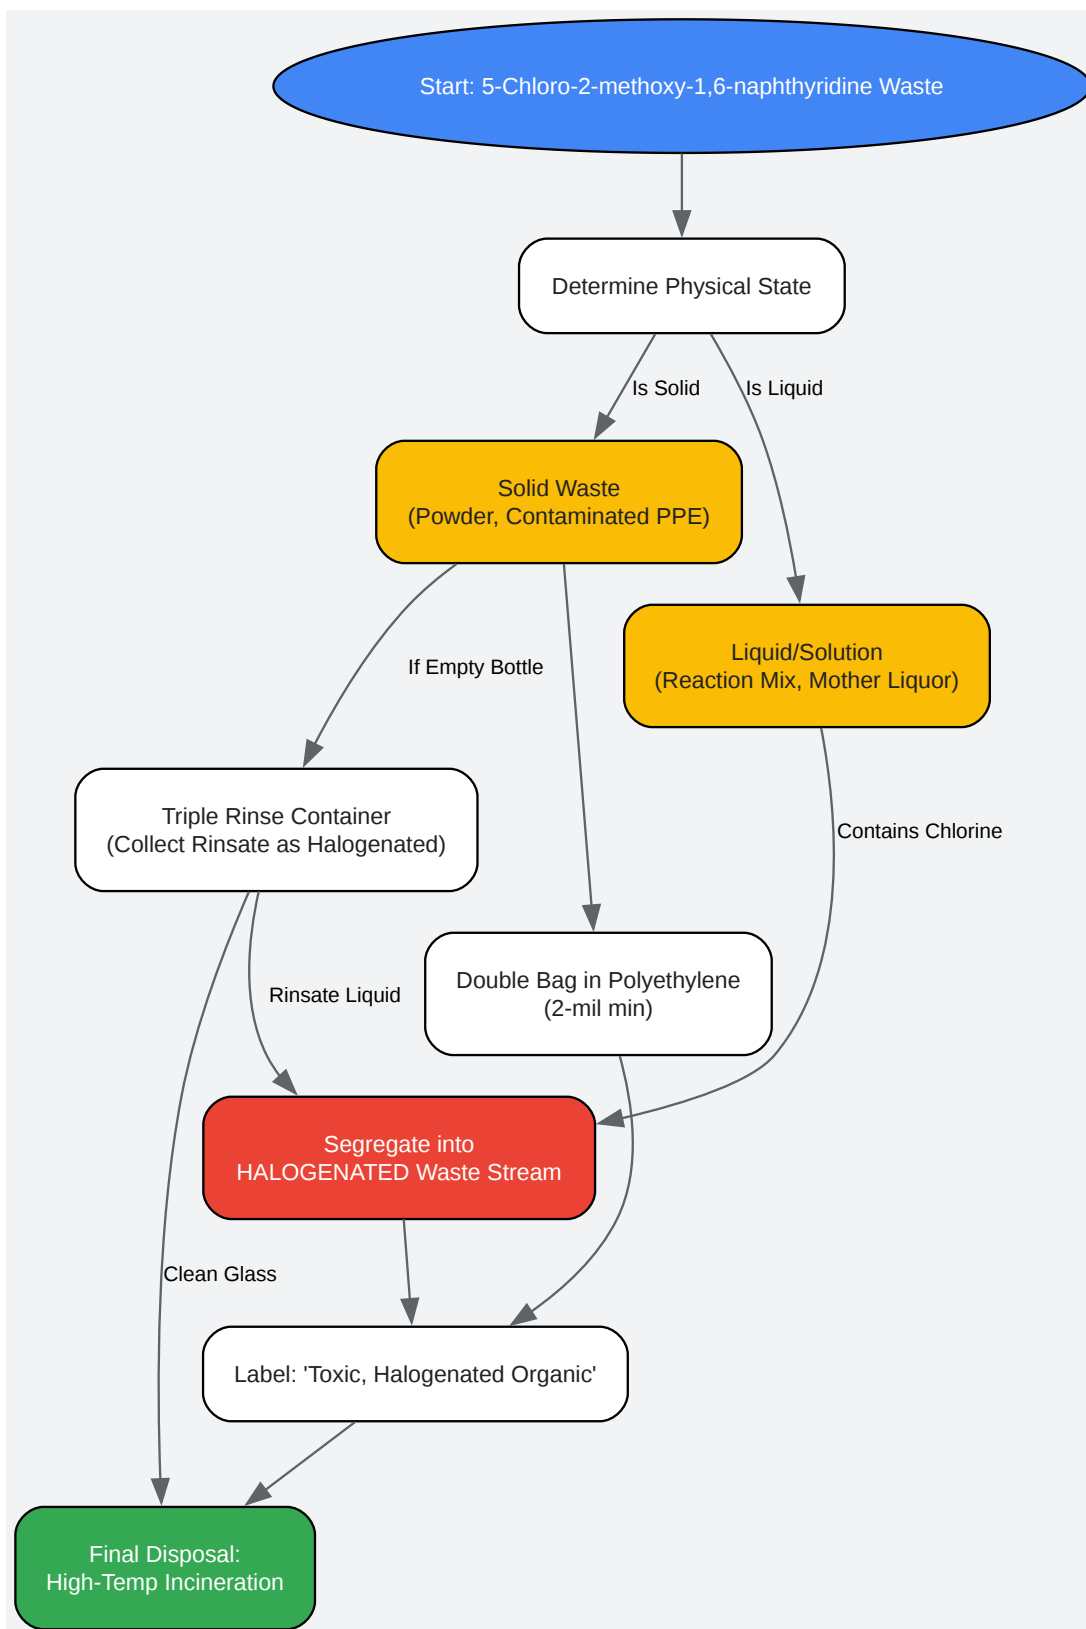 Start: 5-Chloro-2-methoxy-1,6-naphthyridine Waste
Determine Physical State
Is Solid
Is Liquid
Solid Waste
(Powder, Contaminated PPE)
Liquid/Solution
(Reaction Mix, Mother Liquor)
If Empty Bottle
Triple Rinse Container
(Collect Rinsate as Halogenated)
Contains Chlorine
Double Bag in Polyethylene
(2-mil min)
Rinsate Liquid
Segregate into
HALOGENATED Waste Stream
Clean Glass
Label: 'Toxic, Halogenated Organic'
Final Disposal:
High-Temp Incineration